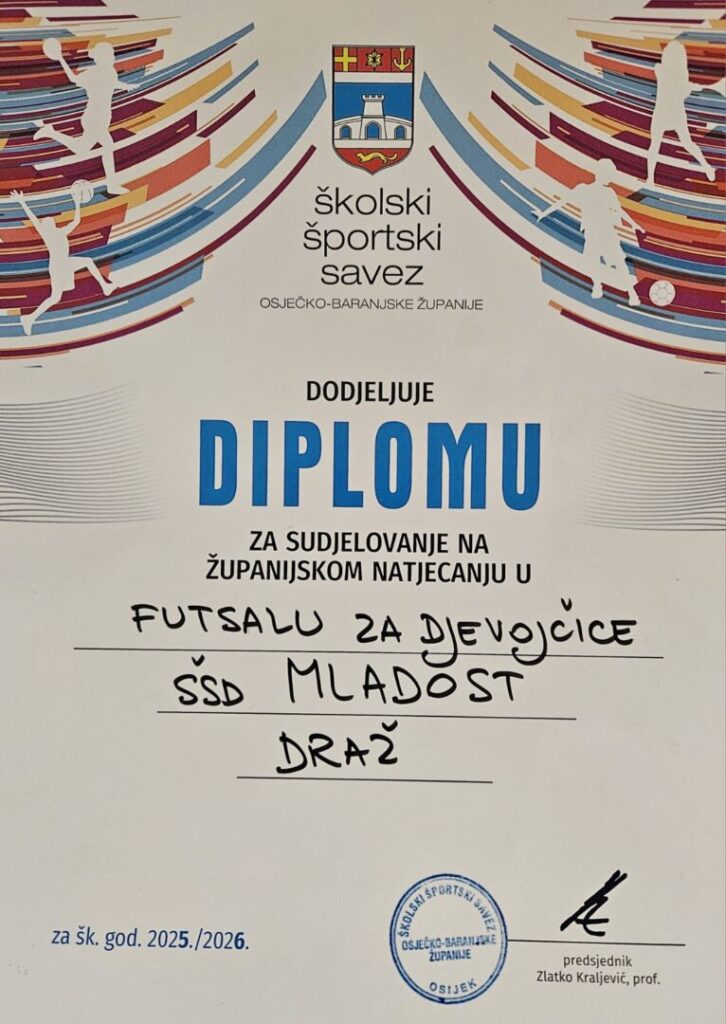 školski
športski
savez
OSJEČKO-BARANJSKE ŽUPANIJE
DODJELJUJE
DIPLOMU
ZA SUDJELOVANJE NA
ŽUPANIJSKOM NATJECANJU U
FUTSALU ZA DJEVOJČICE
ŠŠD MLADOST
DRAŽ
ŠKOLSKI ŠPORTSKI SAVEZ
OSJEČKO-BARANJSKE
ŽUPANIJE
OSIJEK
za šk. god. 2025./2026.
predsjednik
Zlatko Kraljević, prof.